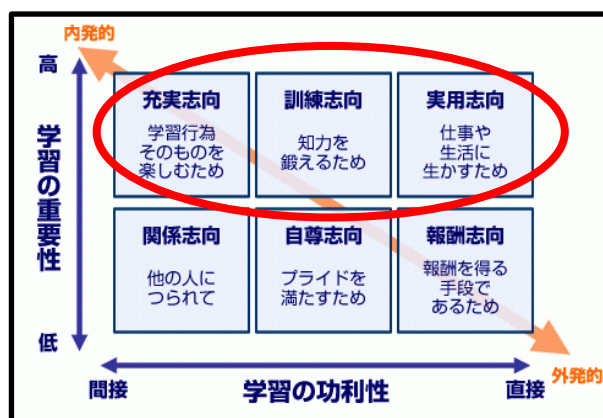 内発的
高
学習の重要性
低
充実志向
学習行為
そのものを
楽しむため
訓練志向
知力を
鍛えるため
実用志向
仕事や
生活に
生かすため
関係志向
他の人に
つられて
自尊志向
プライドを
満たすため
報酬志向
報酬を得る
手段で
あるため
外発的
間接
学習の功利性
直接